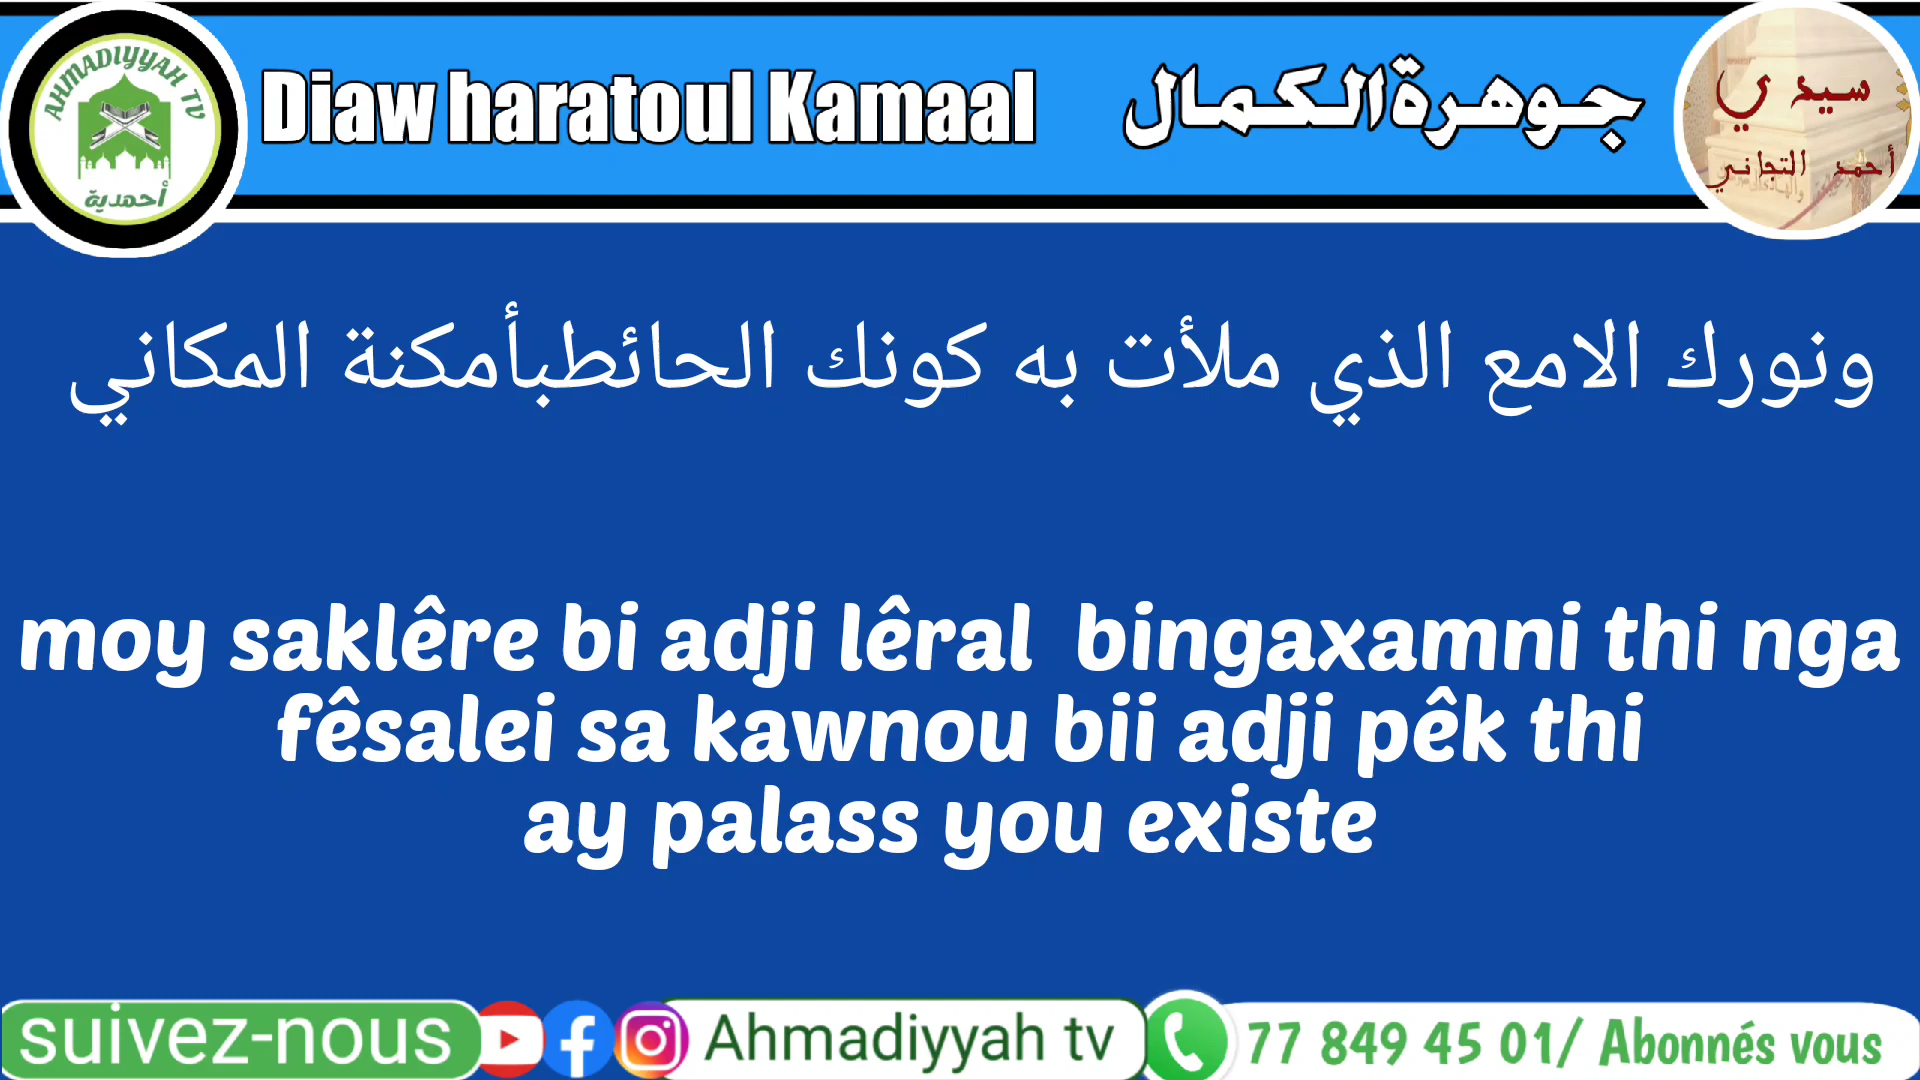 AHMADIYYAH TV
أحمدية
Diaw haratoul Kamaal
جوهرةالكمال
سيدي
أحمد التجاني
ونورك الامع الذي ملأت به كونك الحائطبأمكنة المكاني
moy saklêre bi adji lêral bingaxamni thi nga
fêsalei sa kawnou bii adji pêk thi
ay palass you existe
suivez-nous
Ahmadiyyah tv
77 849 45 01/ Abonnés vous